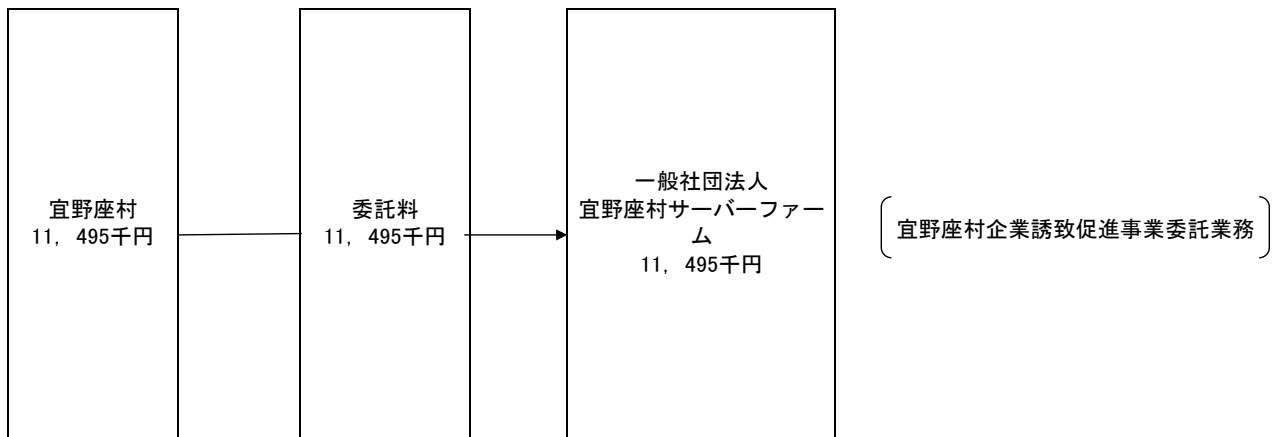 宜野座村
11, 495千円
委託料
11, 495千円
一般社団法人
宜野座村サーバーファー
ム
11, 495千円
宜野座村企業誘致促進事業委託業務